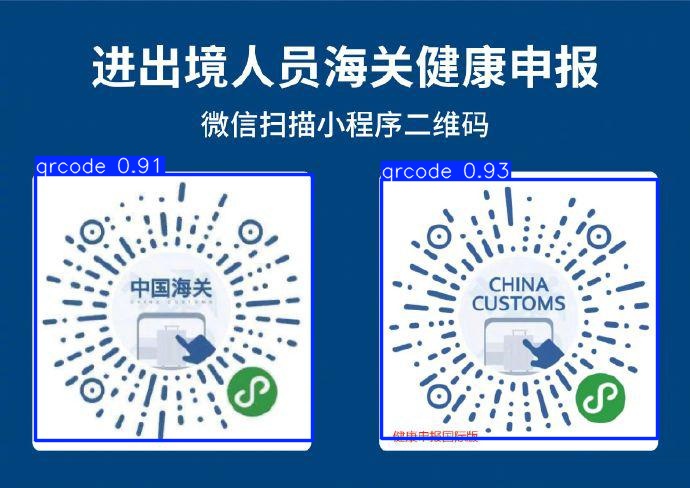 进出境人员海关健康申报
微信扫描小程序二维码
qrcode 0.91
qrcode 0.93
中国海关
CHINA CUSTOMS
CHINA
CUSTOMS
健康申报国际版